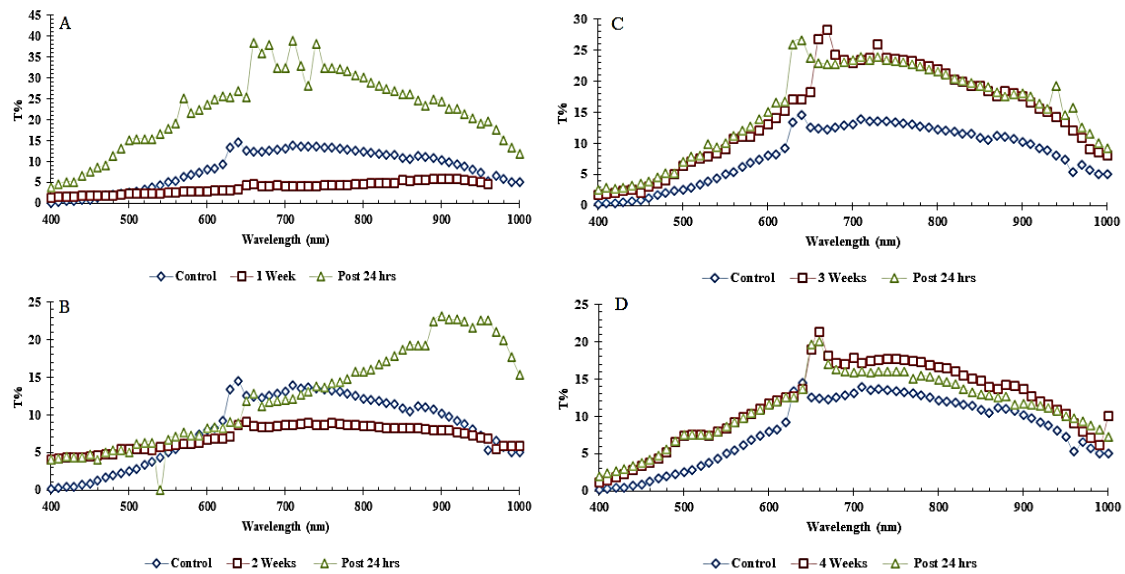 A
T%
45
40
35
30
25
20
15
10
5
0
400 500 600 700 800 900 1000
Wavelength (nm)
Control 1 Week Post 24 hrs
C
T%
30
25
20
15
10
5
0
400 500 600 700 800 900 1000
Wavelength (nm)
Control 3 Weeks Post 24 hrs
B
T%
25
20
15
10
5
0
400 500 600 700 800 900 1000
Wavelength (nm)
Control 2 Weeks Post 24 hrs
D
T%
25
20
15
10
5
0
400 500 600 700 800 900 1000
Wavelength (nm)
Control 4 Weeks Post 24 hrs